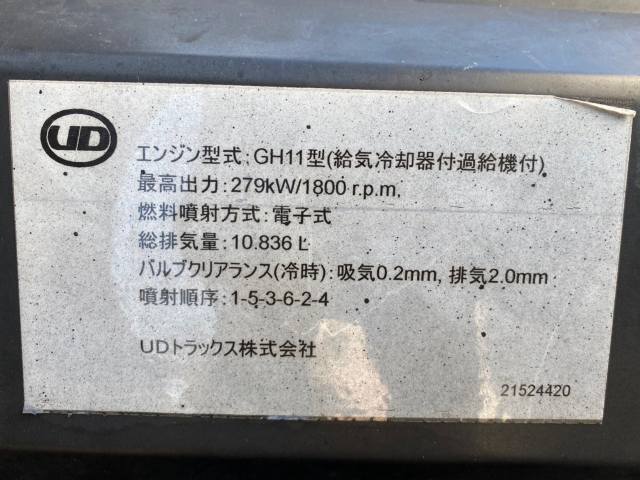 UD
エンジン型式:GH11型(給気冷却器付過給機付)
最高出力:279kW/1800 r.p.m,
燃料噴射方式:電子式
総排気量:10.836 L
バルブクリアランス(冷時):吸気0.2mm, 排気2.0mm
噴射順序:1-5-3-6-2-4
UDトラックス株式会社
21524420